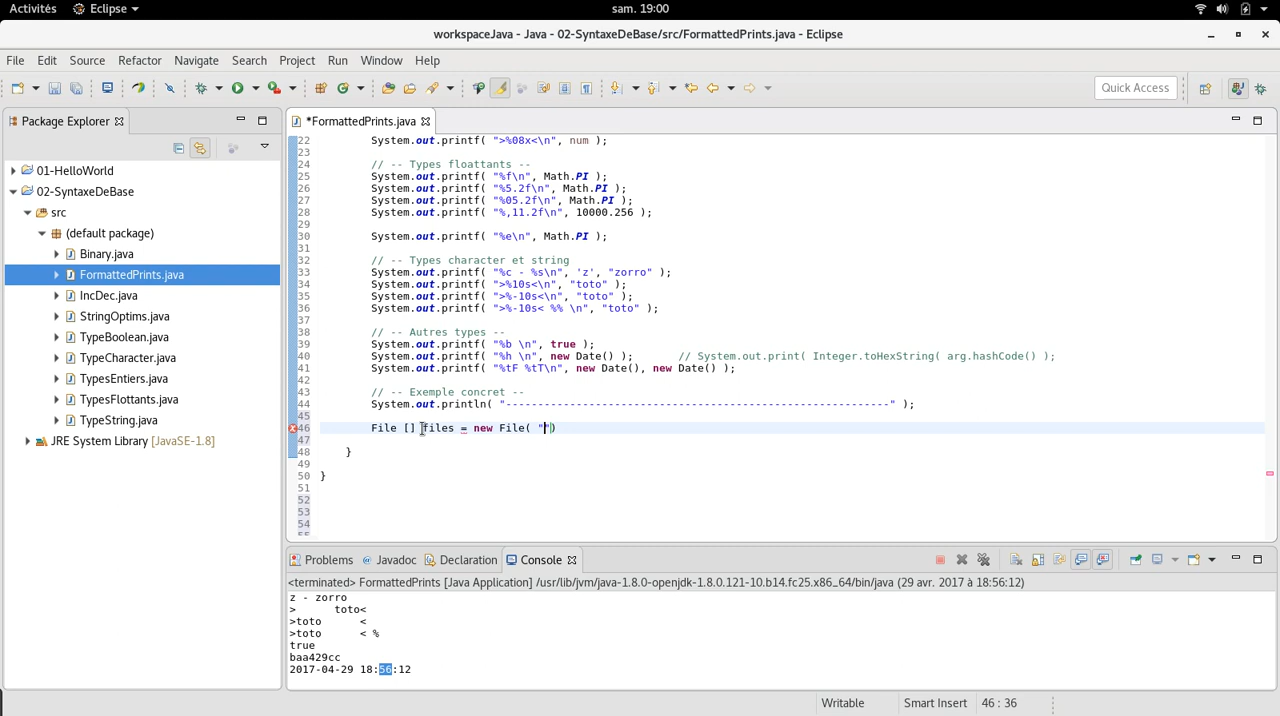 Activités Eclipse sam. 19:00
workspaceJava - Java - 02-SyntaxeDeBase/src/FormattedPrints.java - Eclipse
File Edit Source Refactor Navigate Search Project Run Window Help
Quick Access
Package Explorer
01-HelloWorld
02-SyntaxeDeBase
src
(default package)
Binary.java
FormattedPrints.java
IncDec.java
StringOptims.java
TypeBoolean.java
TypeCharacter.java
TypesEntiers.java
TypesFlottants.java
TypeString.java
JRE System Library [JavaSE-1.8]
*FormattedPrints.java
22 System.out.printf( ">%08x<\n", num );
23
24 // -- Types floattants --
25 System.out.printf( "%f\n", Math.PI );
26 System.out.printf( "%5.2f\n", Math.PI );
27 System.out.printf( "%05.2f\n", Math.PI );
28 System.out.printf( "%,11.2f\n", 10000.256 );
29
30 System.out.printf( "%e\n", Math.PI );
31
32 // -- Types character et string
33 System.out.printf( "%c - %s\n", 'z', "zorro" );
34 System.out.printf( ">%10s<\n", "toto" );
35 System.out.printf( ">%-10s<\n", "toto" );
36 System.out.printf( ">%-10s< %% \n", "toto" );
37
38 // -- Autres types --
39 System.out.printf( "%b \n", true );
40 System.out.printf( "%h \n", new Date() ); // System.out.print( Integer.toHexString( arg.hashCode() );
41 System.out.printf( "%tF %tT\n", new Date(), new Date() );
42
43 // -- Exemple concret --
44 System.out.println( "------------------------------------------------------------" );
45
46 File [] files = new File( "")
47
48 }
49
50 }
51
52
53
54
55
Problems Javadoc Declaration Console
<terminated> FormattedPrints [Java Application] /usr/lib/jvm/java-1.8.0-openjdk-1.8.0.121-10.b14.fc25.x86_64/bin/java (29 avr. 2017 à 18:56:12)
z - zorro
>      toto<
>toto      <
>toto      < %
true
baa429cc
2017-04-29 18:56:12
Writable Smart Insert 46 : 36